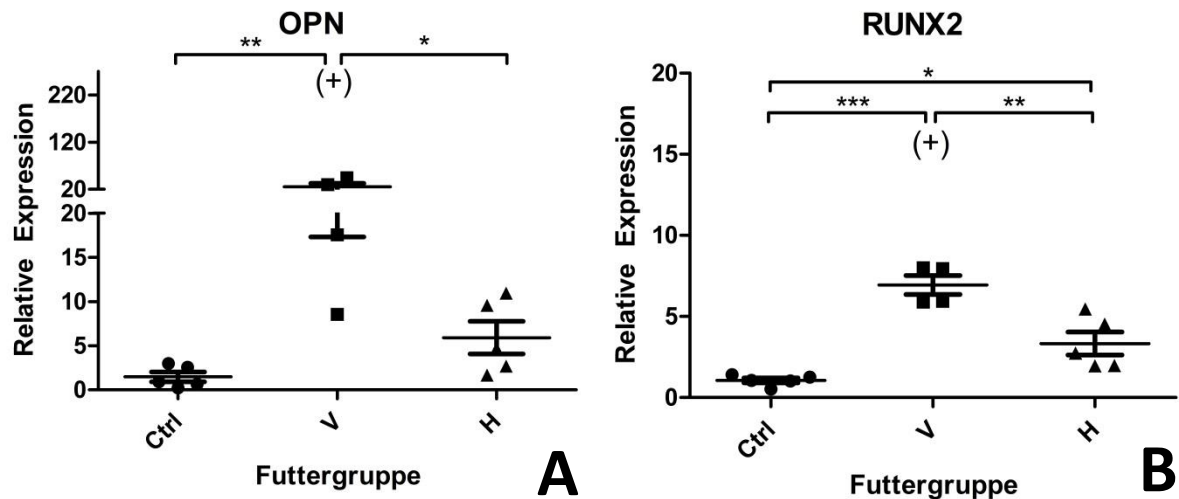 OPN
** *
(+)
220
120
20
20
15
10
5
0
Relative Expression
Ctrl V H
Futtergruppe
A
RUNX2
*
*** **
(+)
20
15
10
5
0
Relative Expression
Ctrl V H
Futtergruppe
B